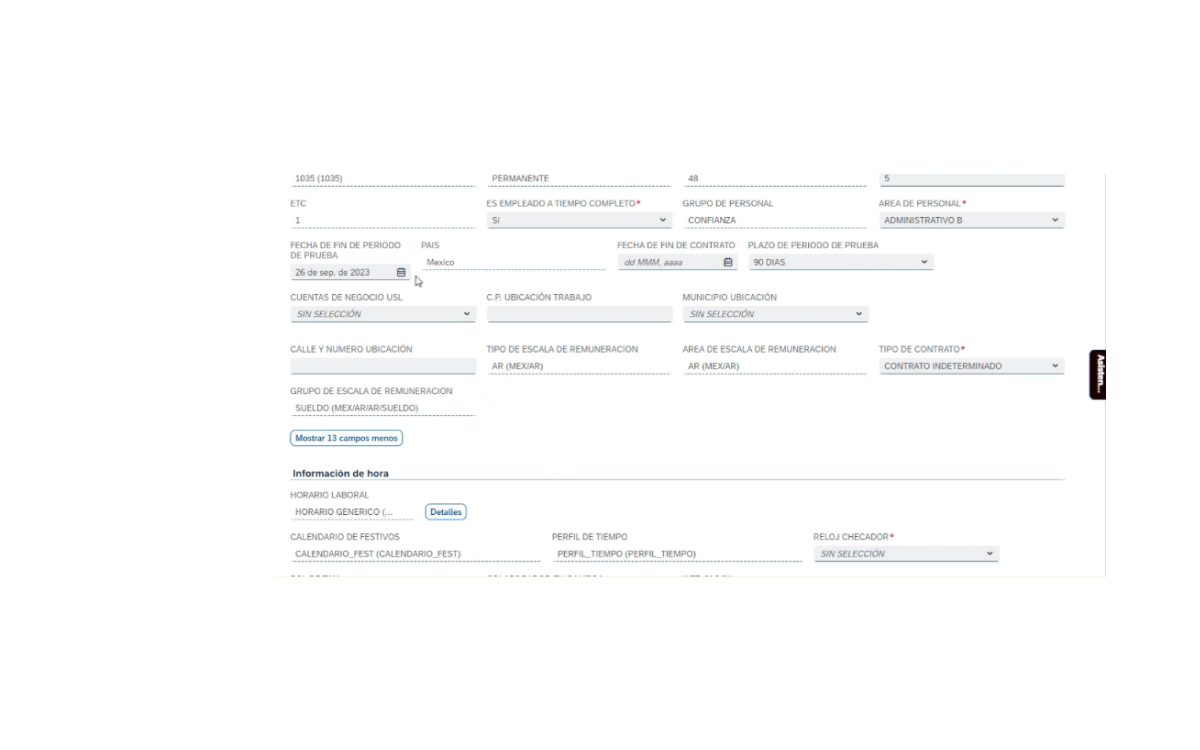 1035 (1035) PERMANENTE 48 5
ETC ES EMPLEADO A TIEMPO COMPLETO* GRUPO DE PERSONAL AREA DE PERSONAL*
1 Sí CONFIANZA ADMINISTRATIVO B
FECHA DE FIN DE PERIODO DE PRUEBA PAIS FECHA DE FIN DE CONTRATO PLAZO DE PERIODO DE PRUEBA
26 de sep. de 2023 Mexico dd MMM, aaaa 90 DIAS
CUENTAS DE NEGOCIO USL C.P. UBICACIÓN TRABAJO MUNICIPIO UBICACIÓN
SIN SELECCIÓN SIN SELECCIÓN
CALLE Y NUMERO UBICACIÓN TIPO DE ESCALA DE REMUNERACION AREA DE ESCALA DE REMUNERACION TIPO DE CONTRATO*
AR (MEX/AR) AR (MEX/AR) CONTRATO INDETERMINADO
GRUPO DE ESCALA DE REMUNERACION
SUELDO (MEX/AR/AR/SUELDO)
Mostrar 13 campos menos
Información de hora
HORARIO LABORAL
HORARIO GENERICO (... Detalles
CALENDARIO DE FESTIVOS PERFIL DE TIEMPO RELOJ CHECADOR*
CALENDARIO_FEST (CALENDARIO_FEST) PERFIL_TIEMPO (PERFIL_TIEMPO) SIN SELECCIÓN
Asisten...